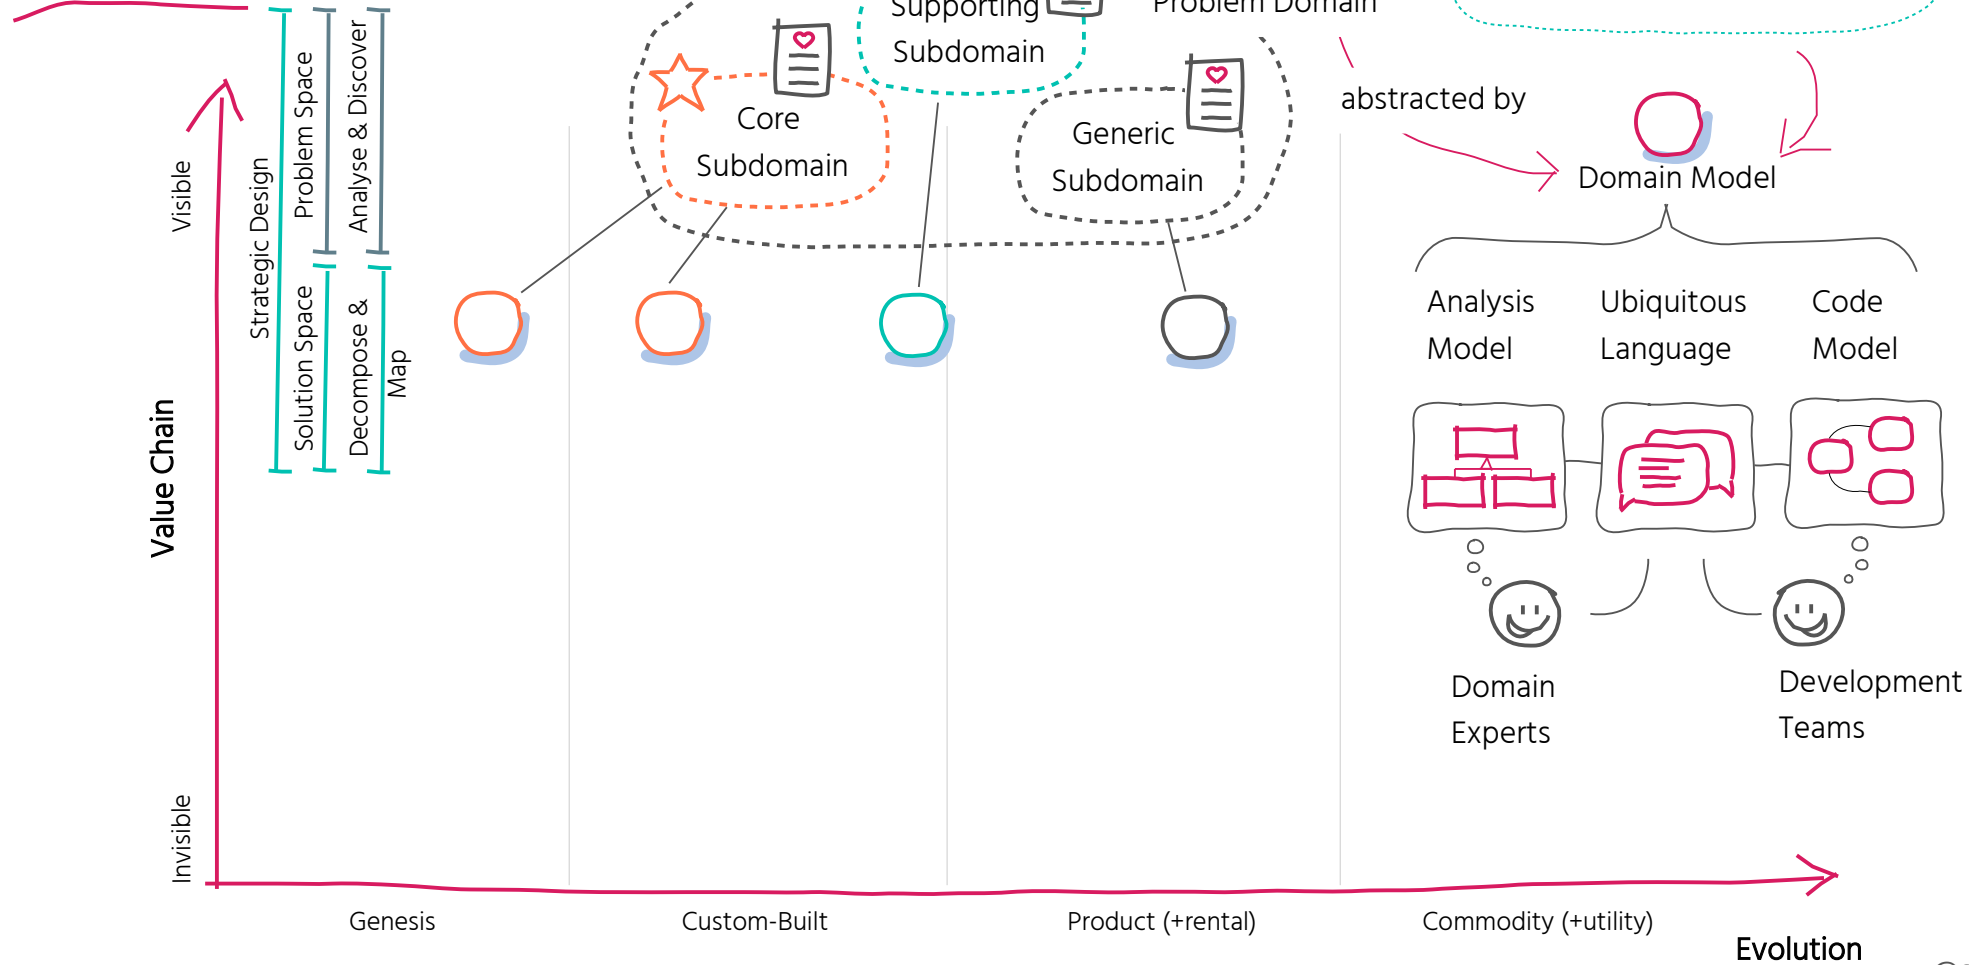 Supporting
Subdomain
Problem Domain
Core
Subdomain
Generic
Subdomain
abstracted by
Domain Model
Analysis
Model
Ubiquitous
Language
Code
Model
Domain
Experts
Development
Teams
Strategic Design
Problem Space
Analyse & Discover
Solution Space
Decompose &
Map
Visible
Value Chain
Invisible
Genesis
Custom-Built
Product (+rental)
Commodity (+utility)
Evolution